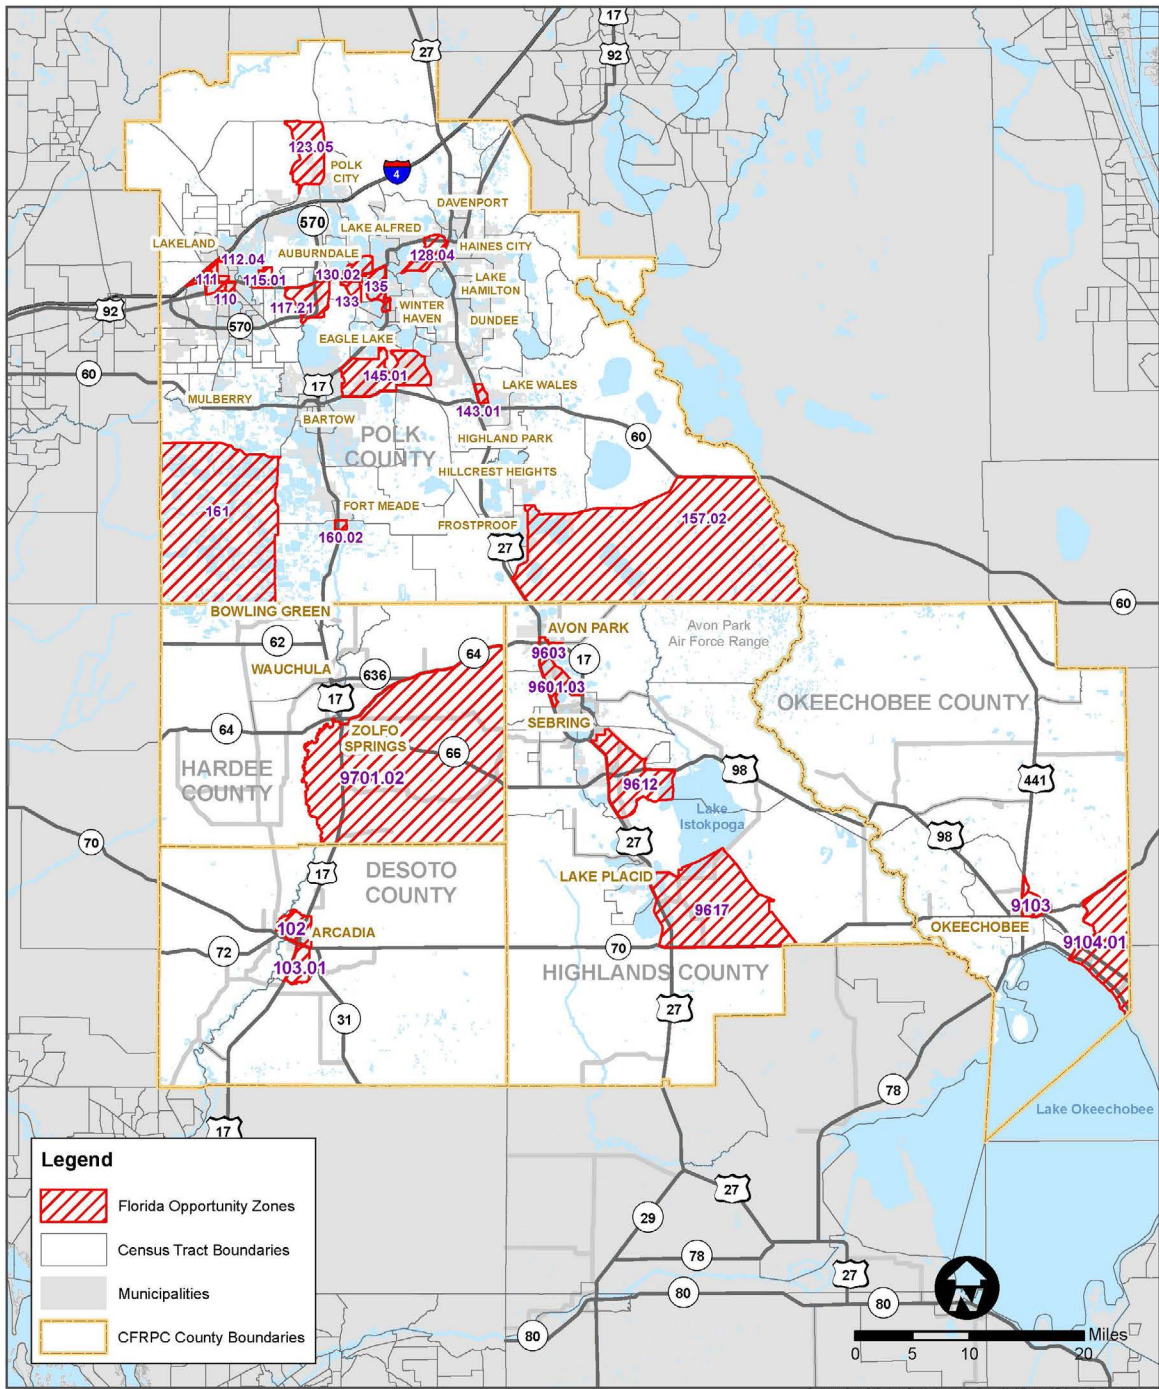 17
27
92
123.05
POLK
CITY
4
DAVENPORT
570
LAKE ALFRED
LAKELAND
HAINES CITY
112.04
AUBURNDALE
128.04
111
115.01
130.02
135
LAKE
HAMILTON
110
117.21
133
WINTER
HAVEN
92
570
DUNDEE
EAGLE LAKE
60
145.01
17
LAKE WALES
MULBERRY
143.01
BARTOW
POLK
COUNTY
HIGHLAND PARK
60
HILLCREST HEIGHTS
161
FORT MEADE
157.02
160.02
FROSTPROOF
27
60
BOWLING GREEN
AVON PARK
Avon Park
Air Force Range
62
64
9603
17
WAUCHULA
636
9601.03
17
OKEECHOBEE COUNTY
SEBRING
64
ZOLFO
SPRINGS
66
HARDEE
COUNTY
9701.02
98
441
9612
Lake
Istokpoga
70
27
98
17
DESOTO
COUNTY
LAKE PLACID
9617
9103
102
ARCADIA
OKEECHOBEE
72
70
9104.01
103.01
HIGHLANDS COUNTY
31
27
78
Lake Okeechobee
17
Legend
Florida Opportunity Zones
Census Tract Boundaries
Municipalities
CFRPC County Boundaries
27
29
78
27
80
80
80
N
Miles
0 5 10 20